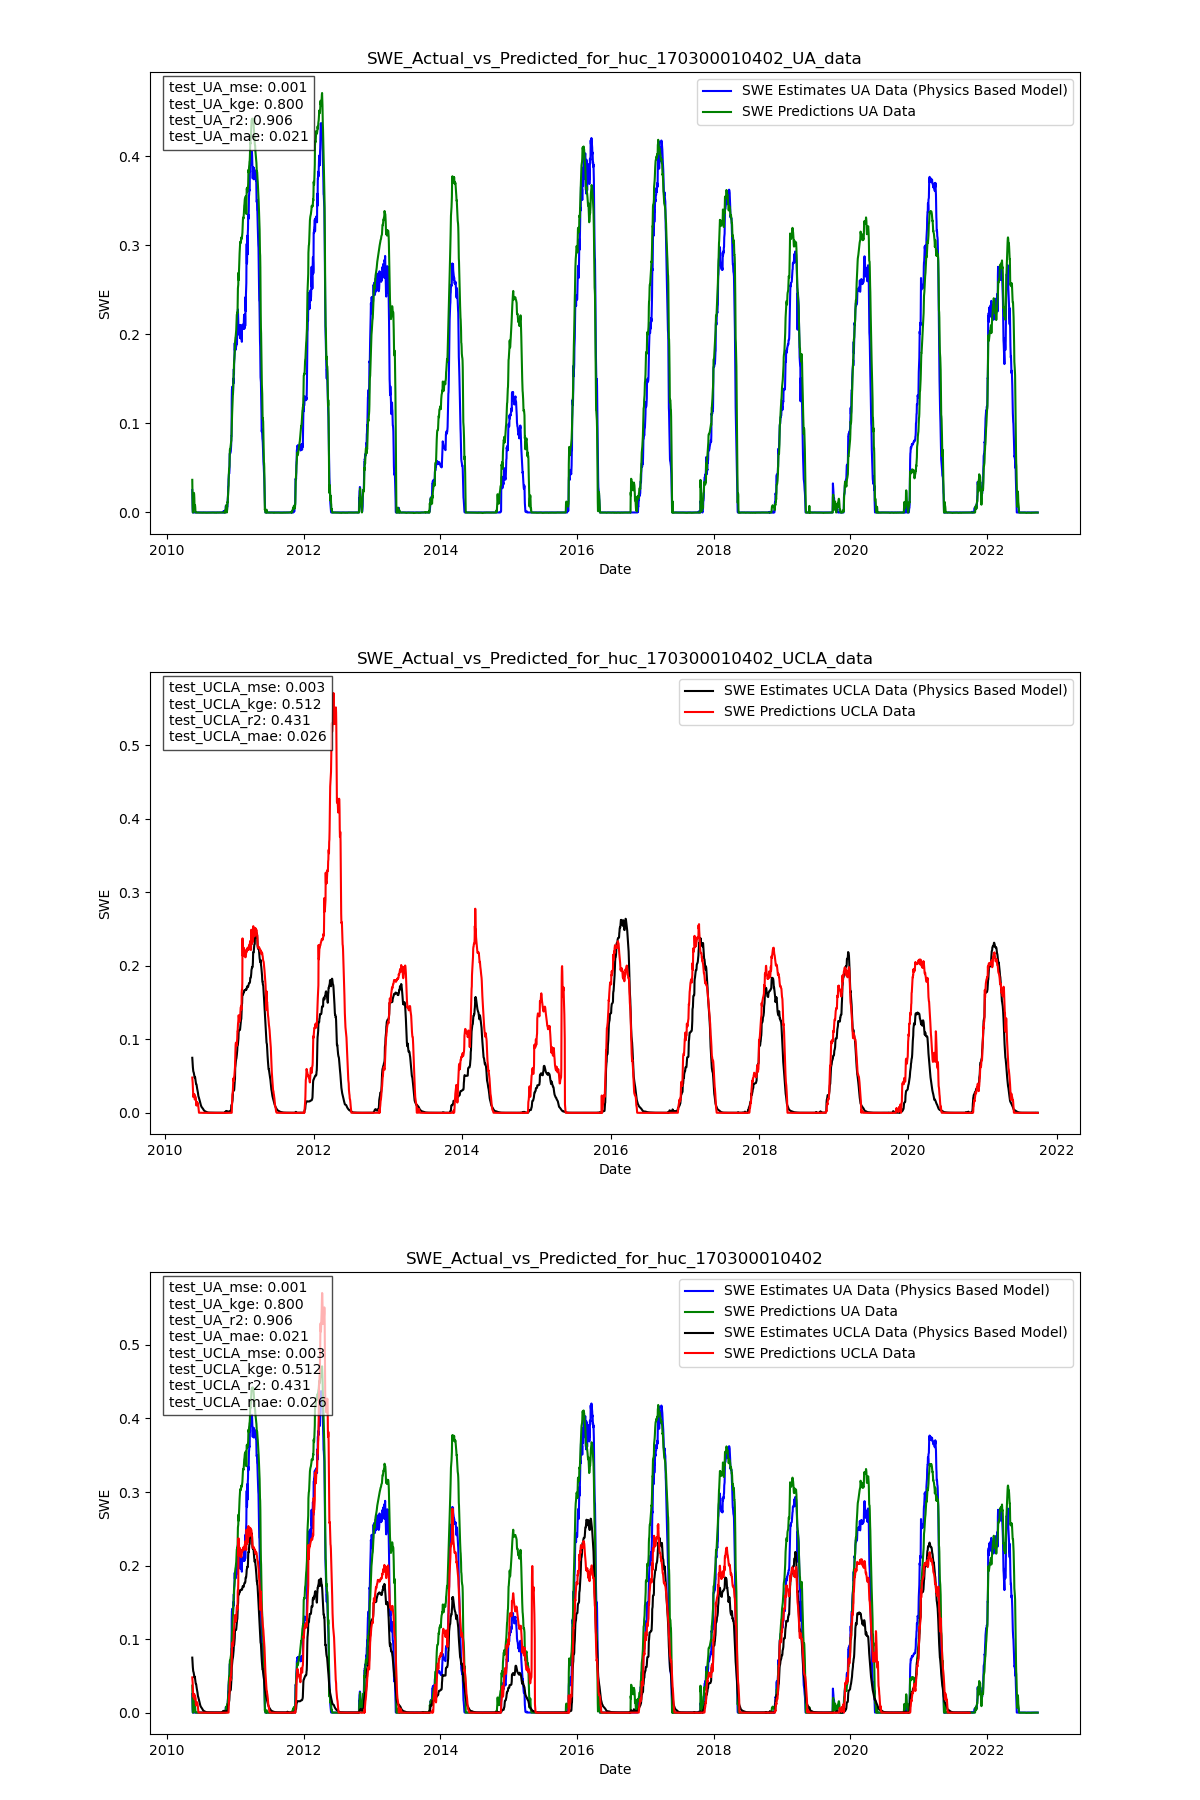 SWE_Actual_vs_Predicted_for_huc_170300010402_UA_data
test_UA_mse: 0.001
test_UA_kge: 0.800
test_UA_r2: 0.906
test_UA_mae: 0.021
SWE Estimates UA Data (Physics Based Model)
SWE Predictions UA Data
0.4
0.3
0.2
0.1
0.0
SWE
2010 2012 2014 2016 2018 2020 2022
Date
SWE_Actual_vs_Predicted_for_huc_170300010402_UCLA_data
test_UCLA_mse: 0.003
test_UCLA_kge: 0.512
test_UCLA_r2: 0.431
test_UCLA_mae: 0.026
SWE Estimates UCLA Data (Physics Based Model)
SWE Predictions UCLA Data
0.5
0.4
0.3
0.2
0.1
0.0
SWE
2010 2012 2014 2016 2018 2020 2022
Date
SWE_Actual_vs_Predicted_for_huc_170300010402
test_UA_mse: 0.001
test_UA_kge: 0.800
test_UA_r2: 0.906
test_UA_mae: 0.021
test_UCLA_mse: 0.003
test_UCLA_kge: 0.512
test_UCLA_r2: 0.431
test_UCLA_mae: 0.026
SWE Estimates UA Data (Physics Based Model)
SWE Predictions UA Data
SWE Estimates UCLA Data (Physics Based Model)
SWE Predictions UCLA Data
0.5
0.4
0.3
0.2
0.1
0.0
SWE
2010 2012 2014 2016 2018 2020 2022
Date